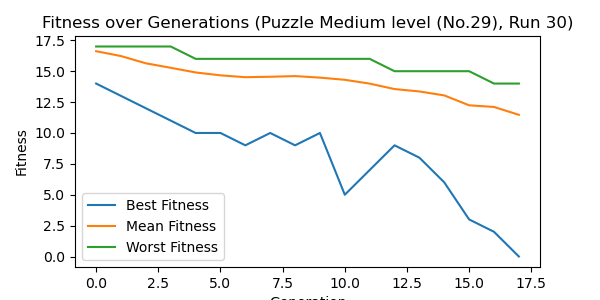 Fitness over Generations (Puzzle Medium level (No.29), Run 30)
17.5
15.0
12.5
10.0
7.5
5.0
2.5
0.0
Fitness
Best Fitness
Mean Fitness
Worst Fitness
0.0 2.5 5.0 7.5 10.0 12.5 15.0 17.5
Generation